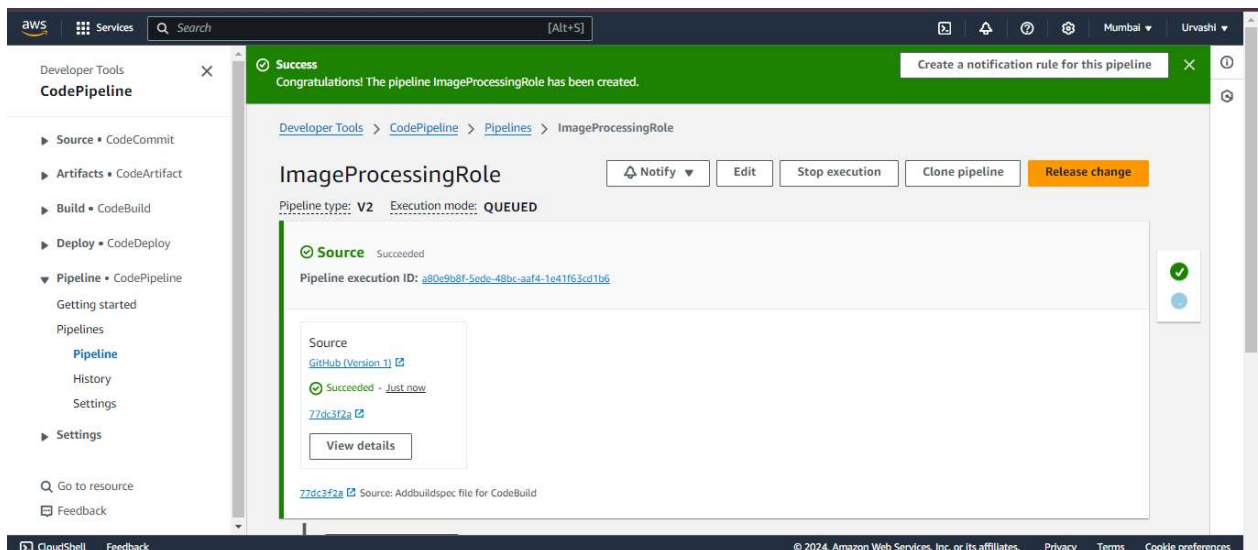 aws Services Search [Alt+S] Mumbai Urvashi
Developer Tools
CodePipeline
Source • CodeCommit
Artifacts • CodeArtifact
Build • CodeBuild
Deploy • CodeDeploy
Pipeline • CodePipeline
Getting started
Pipelines
Pipeline
History
Settings
Settings
Go to resource
Feedback
Success
Congratulations! The pipeline ImageProcessingRole has been created.
Create a notification rule for this pipeline
Developer Tools > CodePipeline > Pipelines > ImageProcessingRole
ImageProcessingRole
Notify Edit Stop execution Clone pipeline Release change
Pipeline type: V2 Execution mode: QUEUED
Source Succeeded
Pipeline execution ID: a80e9b8f-5ede-48bc-aaf4-1e41f63cd1b6
Source
GitHub (Version 1)
Succeeded - Just now
77dc3f2a
View details
77dc3f2a Source: Addbuildspec file for CodeBuild
CloudShell Feedback © 2024, Amazon Web Services, Inc. or its affiliates. Privacy Terms Cookie preferences